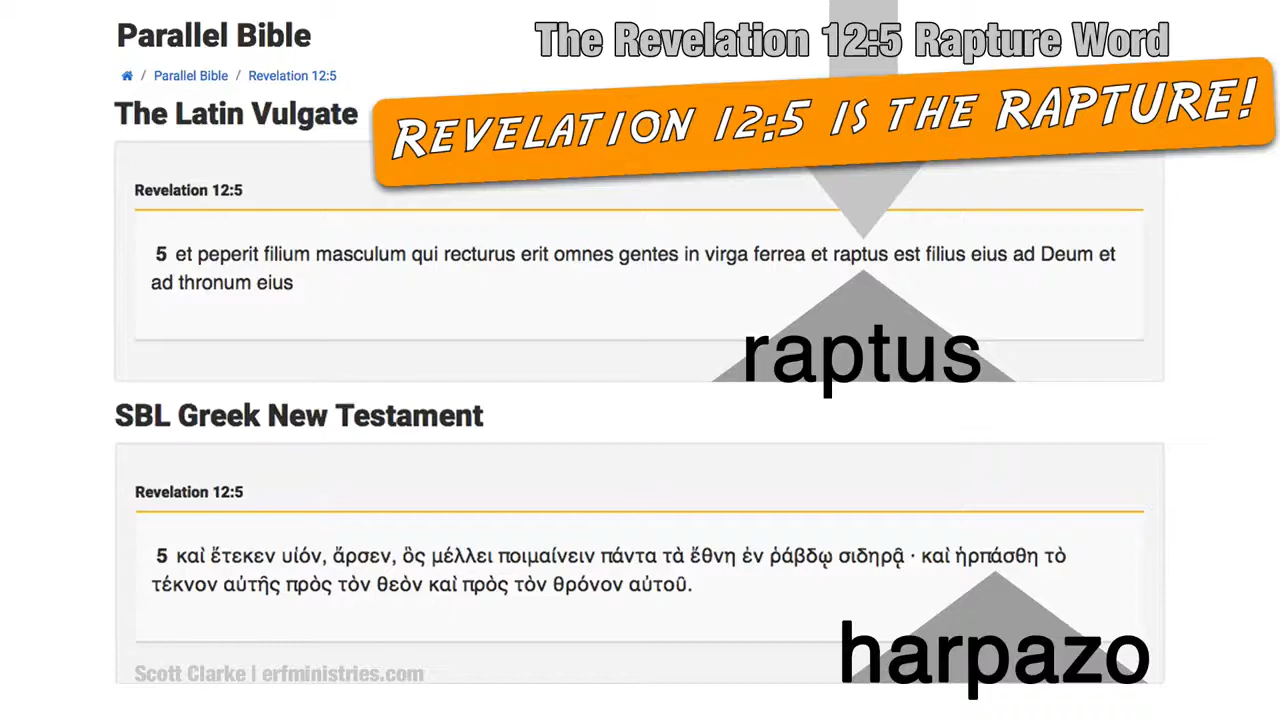 Parallel Bible
The Revelation 12:5 Rapture Word
/ Parallel Bible / Revelation 12:5
REVELATION 12:5 IS THE RAPTURE!
The Latin Vulgate
Revelation 12:5
5 et peperit filium masculum qui recturus erit omnes gentes in virga ferrea et raptus est filius eius ad Deum et
ad thronum eius
raptus
SBL Greek New Testament
Revelation 12:5
5 καὶ ἔτεκεν υἱόν, ἄρσεν, ὃς μέλλει ποιμαίνειν πάντα τὰ ἔθνη ἐν ῥάβδῳ σιδηρᾷ · καὶ ἡρπάσθη τὸ
τέκνον αὐτῆς πρὸς τὸν θεὸν καὶ πρὸς τὸν θρόνον αὐτοῦ.
harpazo
Scott Clarke | erfministries.com